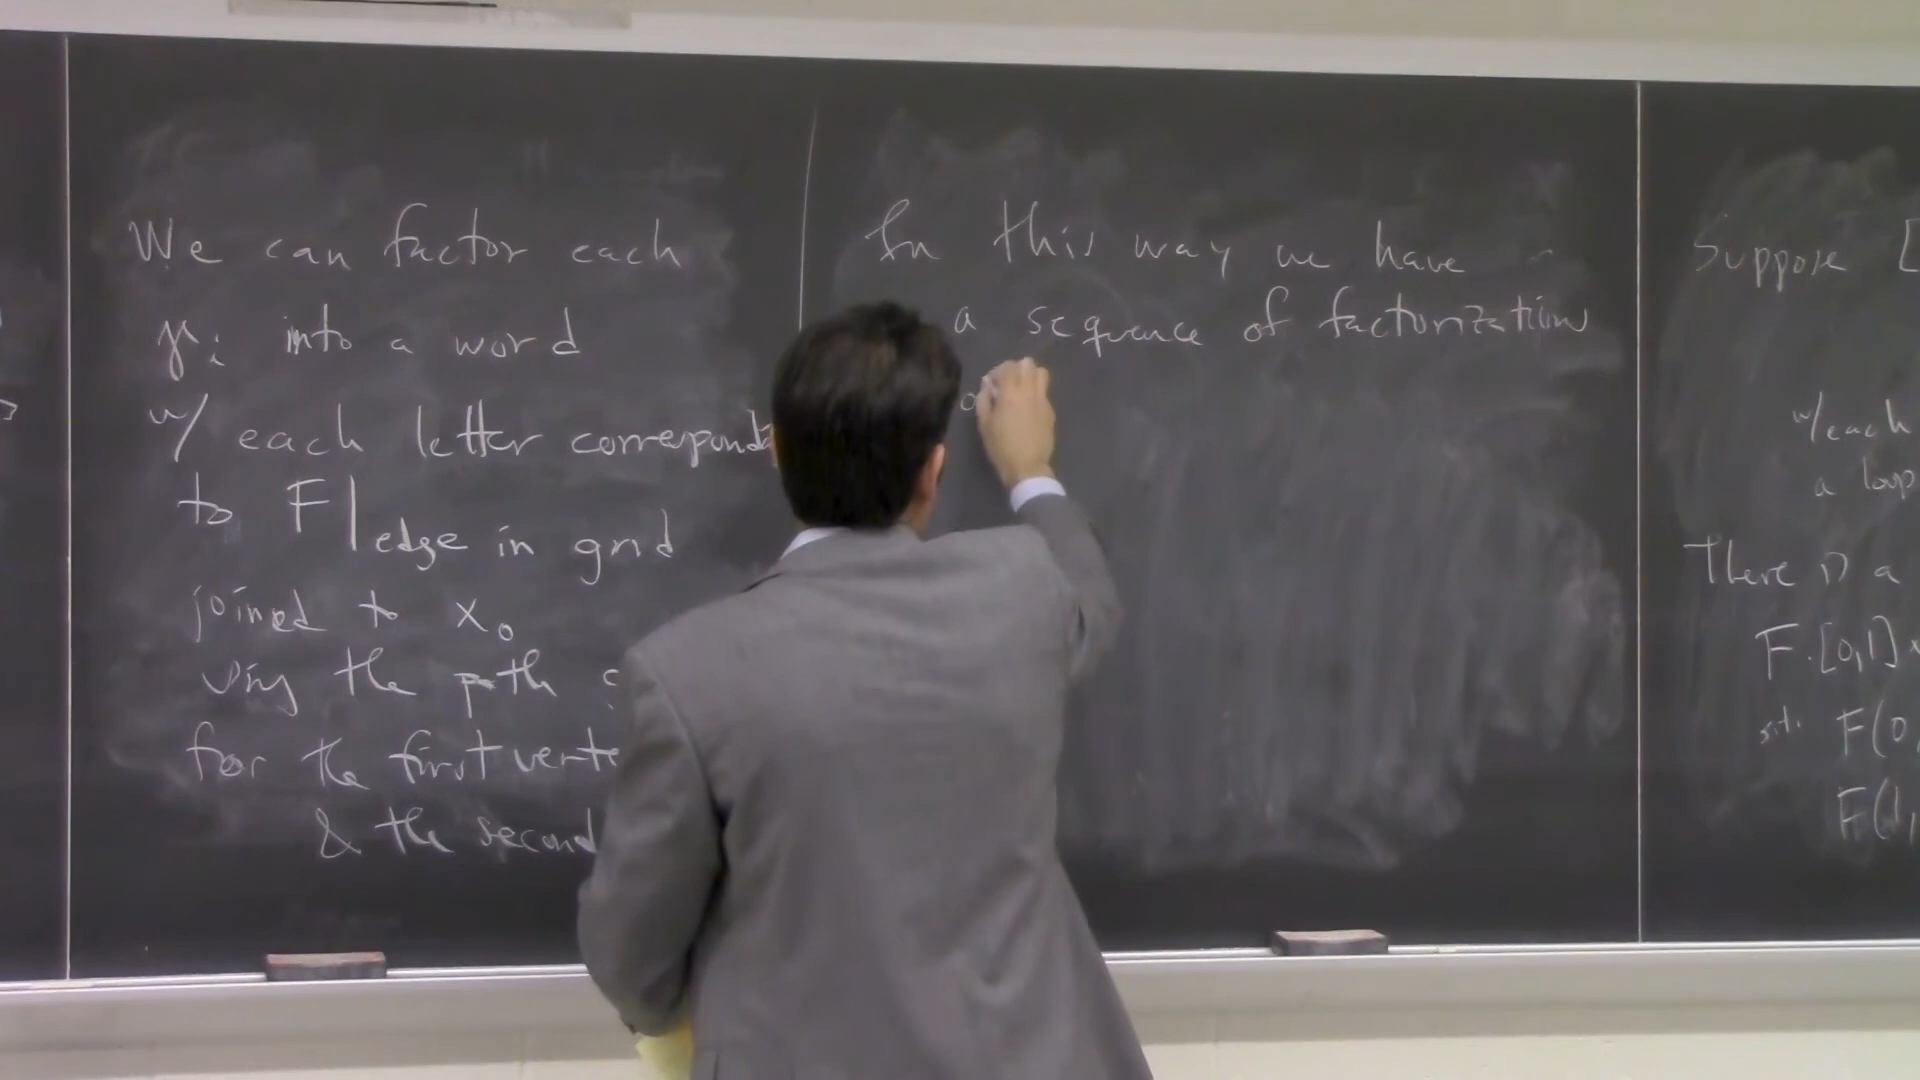 We can factor each
γi into a word
w/ each letter correspond
to F|edge in grid
joined to x₀
using the path
for the first verte
& the second
In this way we have
a sequence of factorization
Suppose [
w/each
a loop
There is a
F:[0,1]×
s.t. F(0,
F(1,